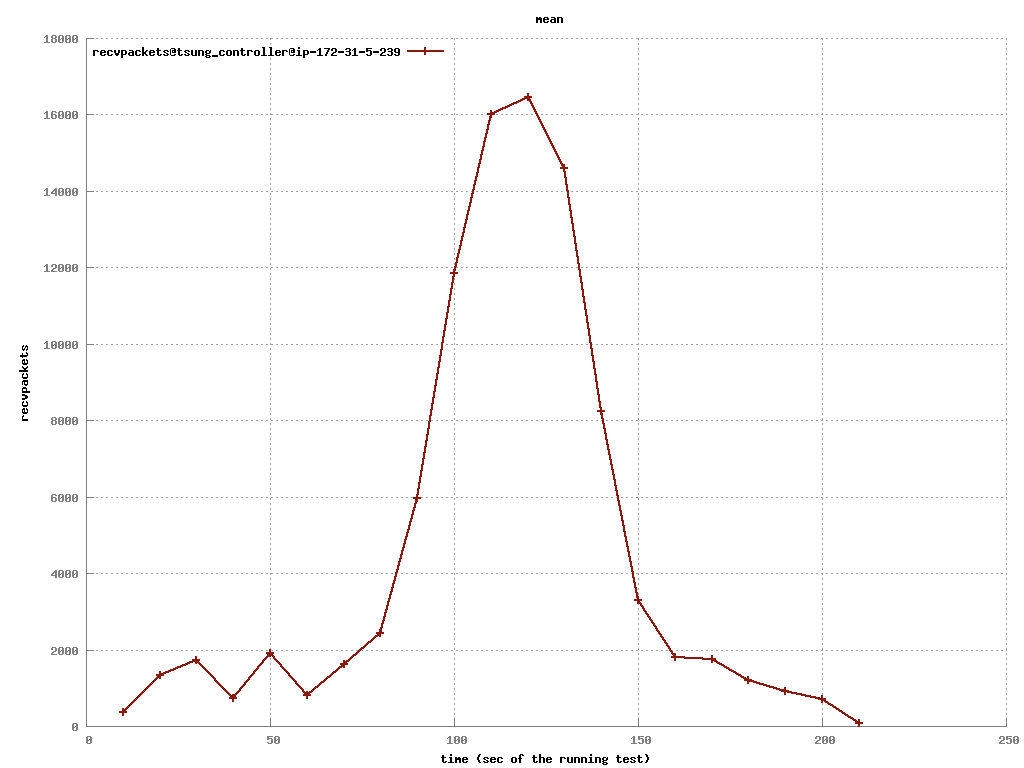 mean
18000
recvpackets@tsung_controller@ip-172-31-5-239
16000
14000
12000
10000
recvpackets
8000
6000
4000
2000
0
0 50 100 150 200 250
time (sec of the running test)